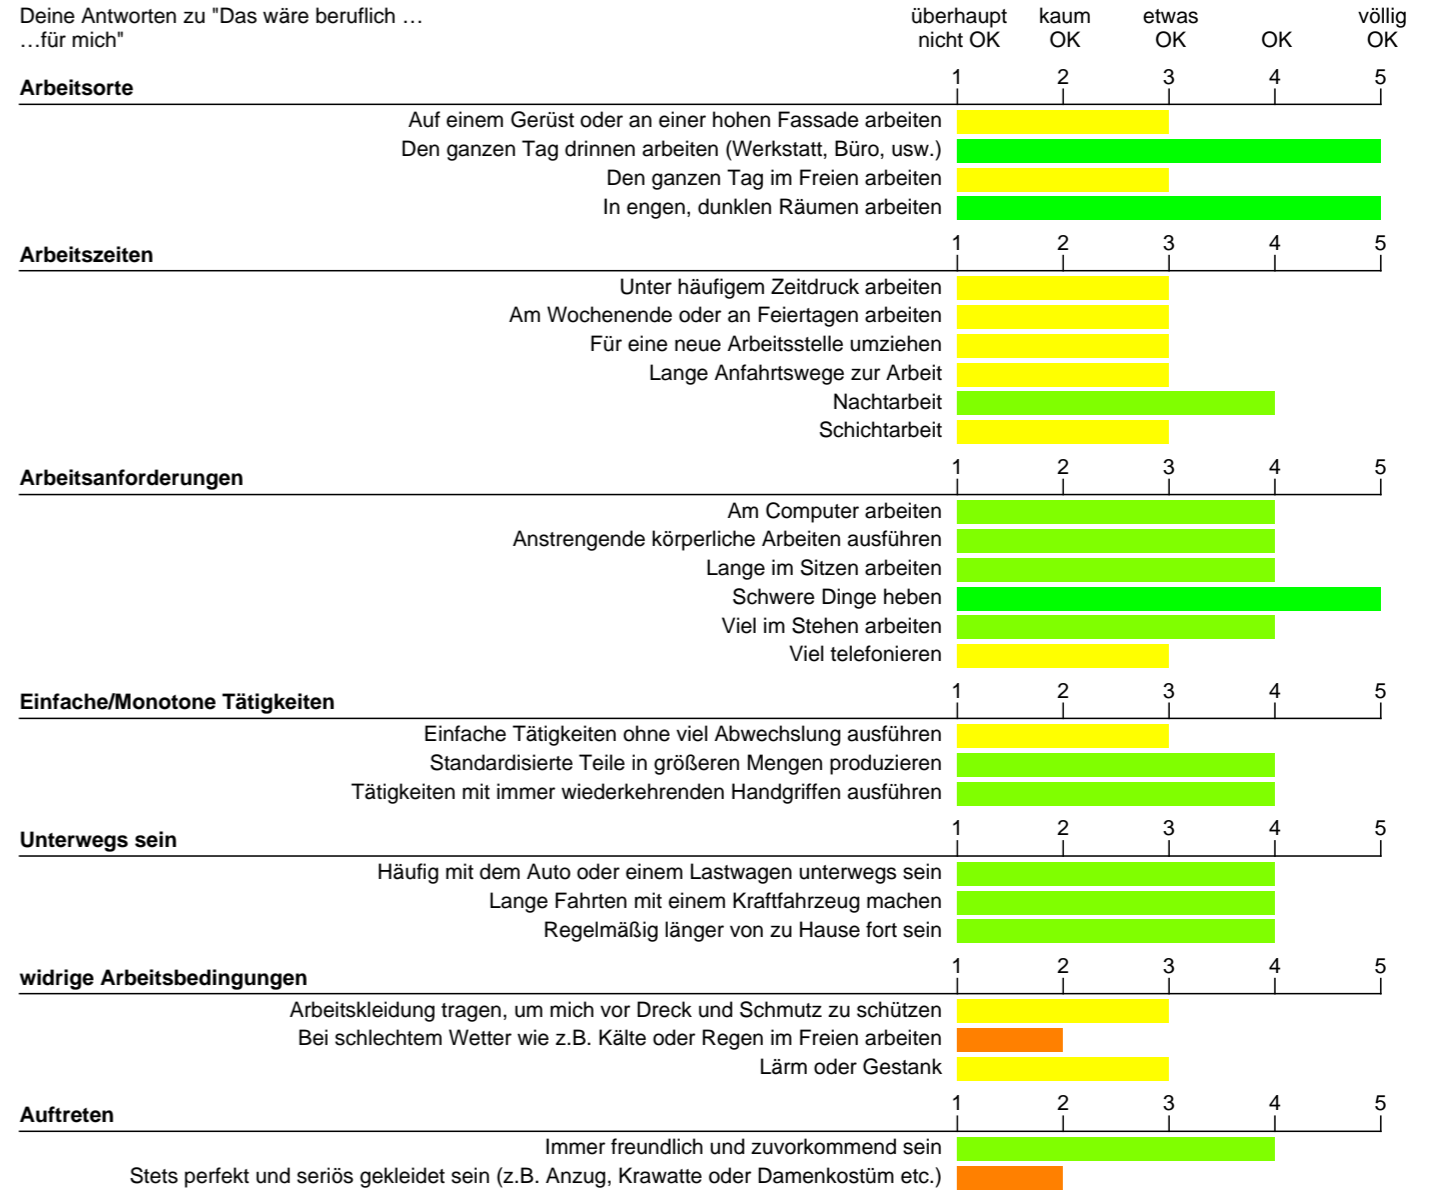 Deine Antworten zu "Das wäre beruflich …
…für mich"
überhaupt nicht OK kaum OK etwas OK OK völlig OK
Arbeitsorte 1 2 3 4 5
Auf einem Gerüst oder an einer hohen Fassade arbeiten
Den ganzen Tag drinnen arbeiten (Werkstatt, Büro, usw.)
Den ganzen Tag im Freien arbeiten
In engen, dunklen Räumen arbeiten
Arbeitszeiten 1 2 3 4 5
Unter häufigem Zeitdruck arbeiten
Am Wochenende oder an Feiertagen arbeiten
Für eine neue Arbeitsstelle umziehen
Lange Anfahrtswege zur Arbeit
Nachtarbeit
Schichtarbeit
Arbeitsanforderungen 1 2 3 4 5
Am Computer arbeiten
Anstrengende körperliche Arbeiten ausführen
Lange im Sitzen arbeiten
Schwere Dinge heben
Viel im Stehen arbeiten
Viel telefonieren
Einfache/Monotone Tätigkeiten 1 2 3 4 5
Einfache Tätigkeiten ohne viel Abwechslung ausführen
Standardisierte Teile in größeren Mengen produzieren
Tätigkeiten mit immer wiederkehrenden Handgriffen ausführen
Unterwegs sein 1 2 3 4 5
Häufig mit dem Auto oder einem Lastwagen unterwegs sein
Lange Fahrten mit einem Kraftfahrzeug machen
Regelmäßig länger von zu Hause fort sein
widrige Arbeitsbedingungen 1 2 3 4 5
Arbeitskleidung tragen, um mich vor Dreck und Schmutz zu schützen
Bei schlechtem Wetter wie z.B. Kälte oder Regen im Freien arbeiten
Lärm oder Gestank
Auftreten 1 2 3 4 5
Immer freundlich und zuvorkommend sein
Stets perfekt und seriös gekleidet sein (z.B. Anzug, Krawatte oder Damenkostüm etc.)